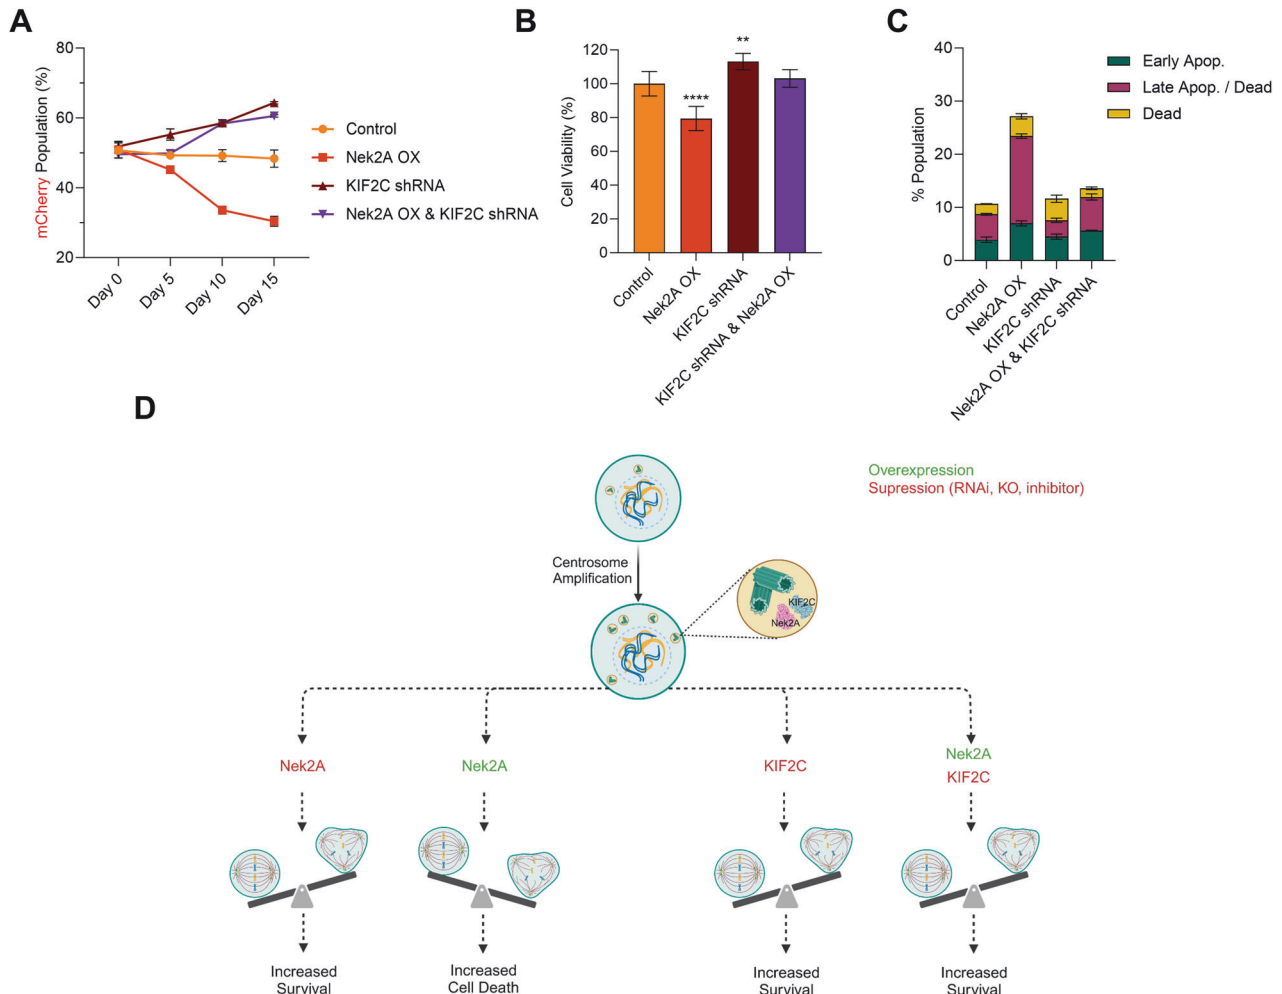 A
80
60
40
20
mCherry Population (%)
Day 0
Day 5
Day 10
Day 15
Control
Nek2A OX
KIF2C shRNA
Nek2A OX & KIF2C shRNA
B
120
100
80
60
40
20
0
Cell Viability (%)
****
**
Control
Nek2A OX
KIF2C shRNA
KIF2C shRNA & Nek2A OX
C
40
30
20
10
0
% Population
Control
Nek2A OX
KIF2C shRNA
Nek2A OX & KIF2C shRNA
Early Apop.
Late Apop. / Dead
Dead
D
Overexpression
Supression (RNAi, KO, inhibitor)
Centrosome
Amplification
KIF2C
Nek2A
Nek2A
Nek2A
KIF2C
Nek2A
KIF2C
Increased
Survival
Increased
Cell Death
Increased
Survival
Increased
Survival